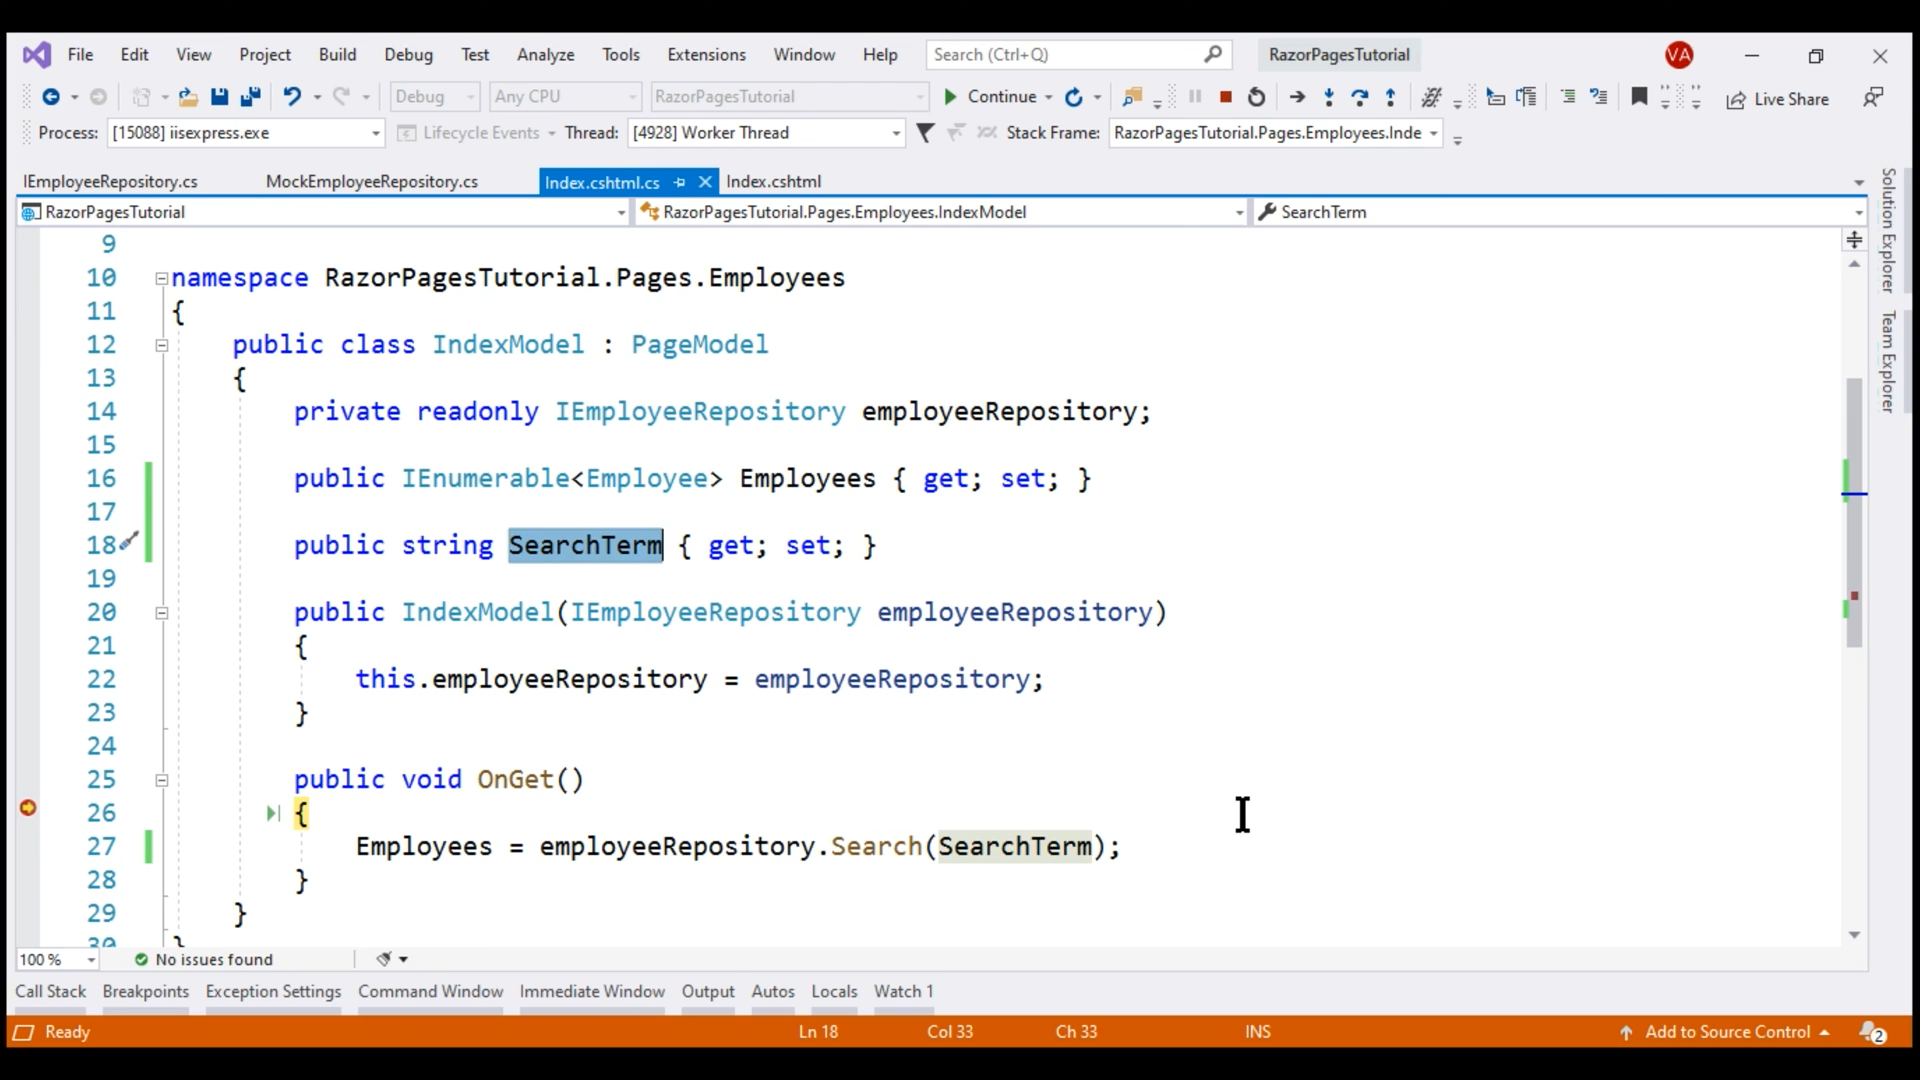 File Edit View Project Build Debug Test Analyze Tools Extensions Window Help Search (Ctrl+Q) RazorPagesTutorial VA
Debug Any CPU RazorPagesTutorial Continue Live Share
Process: [15088] iisexpress.exe Lifecycle Events Thread: [4928] Worker Thread Stack Frame: RazorPagesTutorial.Pages.Employees.Inde
IEmployeeRepository.cs MockEmployeeRepository.cs Index.cshtml.cs Index.cshtml
RazorPagesTutorial RazorPagesTutorial.Pages.Employees.IndexModel SearchTerm
9
10 namespace RazorPagesTutorial.Pages.Employees
11 {
12 public class IndexModel : PageModel
13 {
14 private readonly IEmployeeRepository employeeRepository;
15
16 public IEnumerable<Employee> Employees { get; set; }
17
18 public string SearchTerm { get; set; }
19
20 public IndexModel(IEmployeeRepository employeeRepository)
21 {
22 this.employeeRepository = employeeRepository;
23 }
24
25 public void OnGet()
26 {
27 Employees = employeeRepository.Search(SearchTerm);
28 }
29 }
30 }
100 % No issues found
Call Stack Breakpoints Exception Settings Command Window Immediate Window Output Autos Locals Watch 1
Ready Ln 18 Col 33 Ch 33 INS Add to Source Control 2
Solution Explorer
Team Explorer